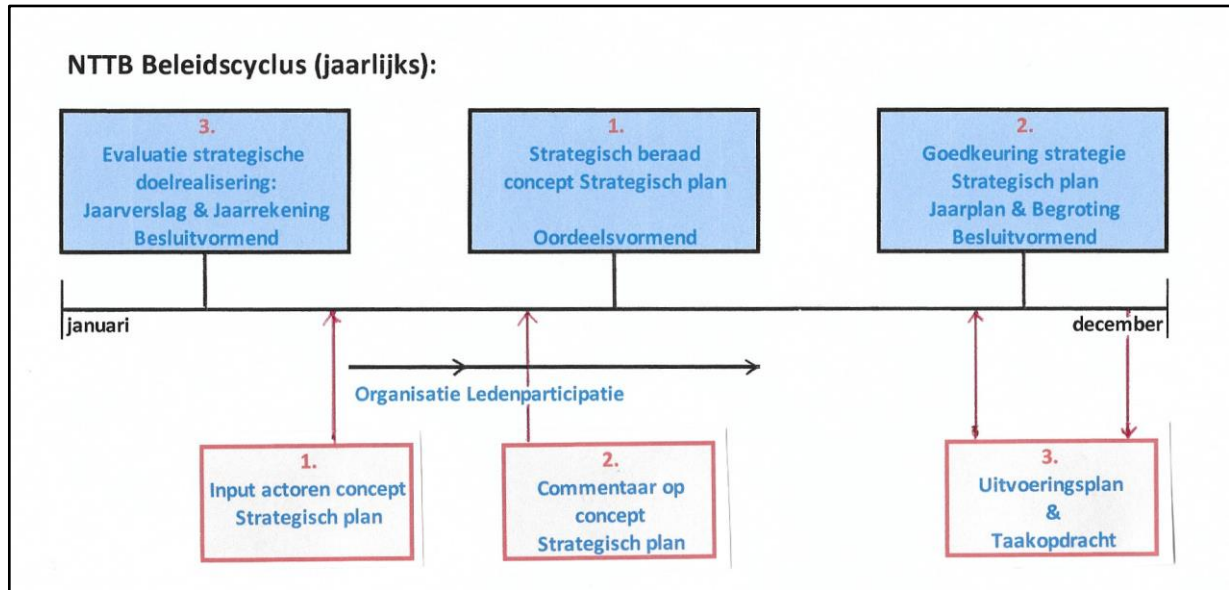 NTTB Beleidscyclus (jaarlijks):
3.
Evaluatie strategische
doelrealisering:
Jaarverslag & Jaarrekening
Besluitvormend
1.
Strategisch beraad
concept Strategisch plan
Oordeelsvormend
2.
Goedkeuring strategie
Strategisch plan
Jaarplan & Begroting
Besluitvormend
januari
december
Organisatie Ledenparticipatie
1.
Input actoren concept
Strategisch plan
2.
Commentaar op
concept
Strategisch plan
3.
Uitvoeringsplan
&
Taakopdracht